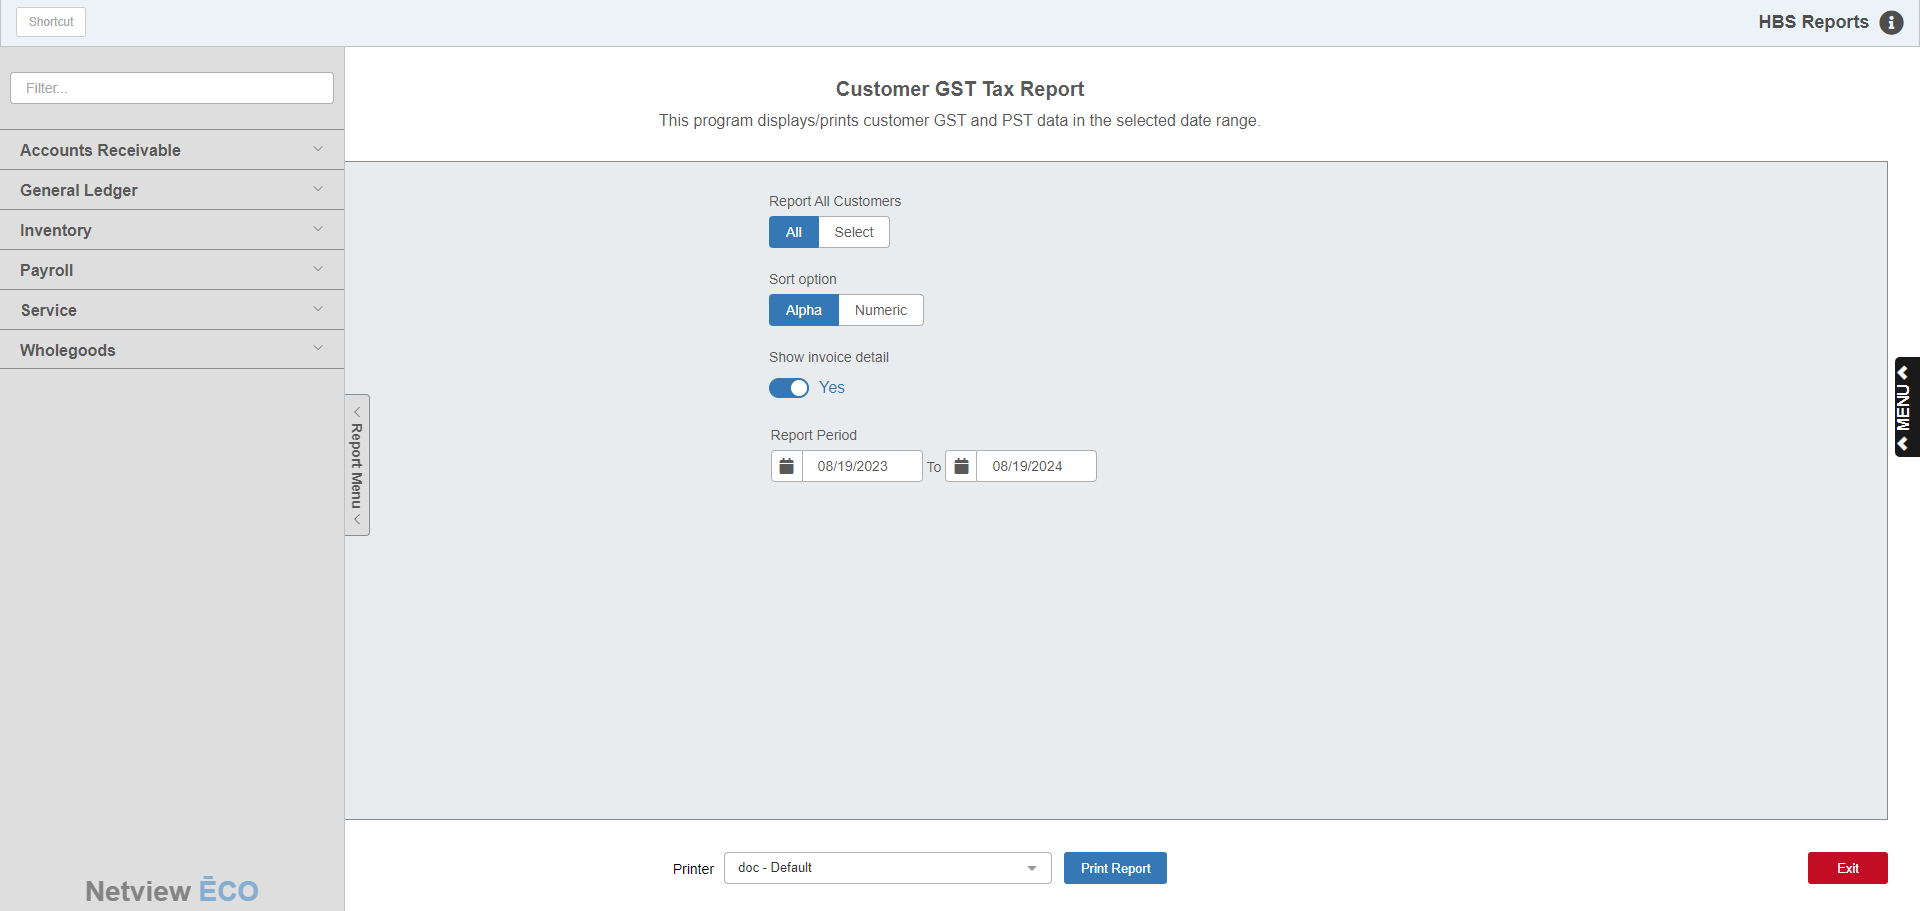 Shortcut
HBS Reports
Filter...
Accounts Receivable
General Ledger
Inventory
Payroll
Service
Wholegoods
Netview ĒCO
Report Menu
Customer GST Tax Report
This program displays/prints customer GST and PST data in the selected date range.
Report All Customers
All Select
Sort option
Alpha Numeric
Show invoice detail
Yes
Report Period
08/19/2023 To 08/19/2024
MENU
Printer doc - Default Print Report Exit